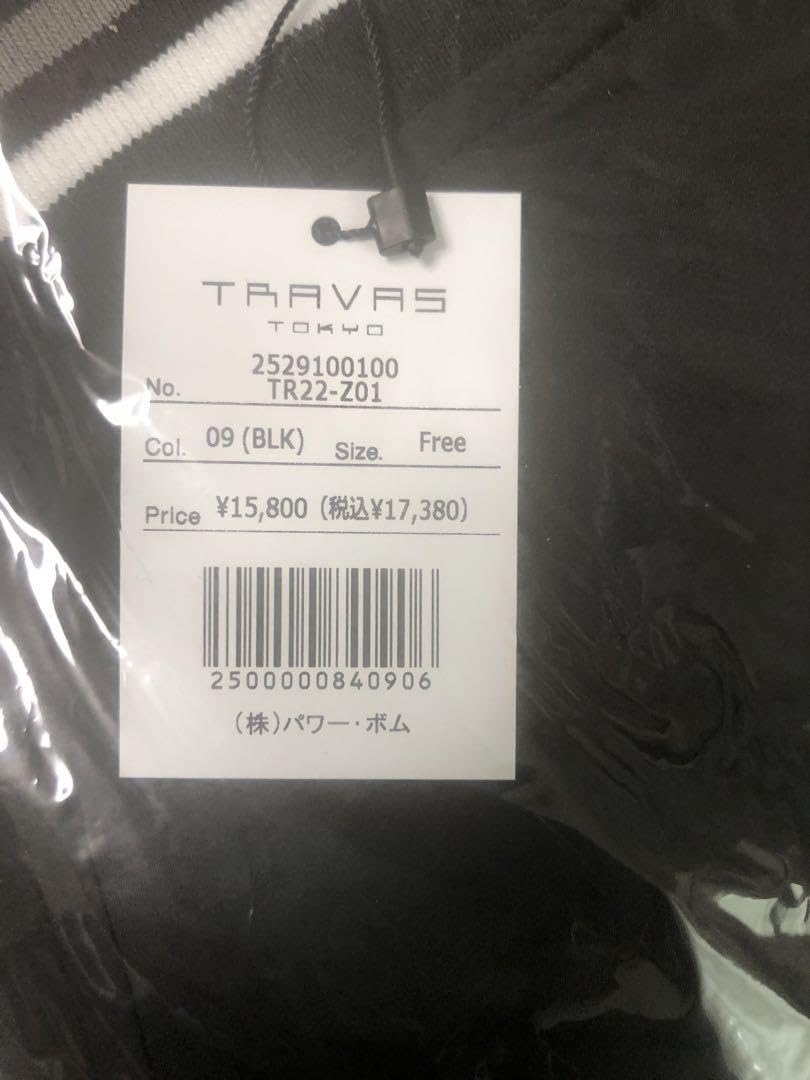 TRAVAS
TOKYO
2529100100
No. TR22-Z01
Col. 09 (BLK) Size. Free
Price ¥15,800 (税込¥17,380)
2500000840906
(株)パワー・ボム